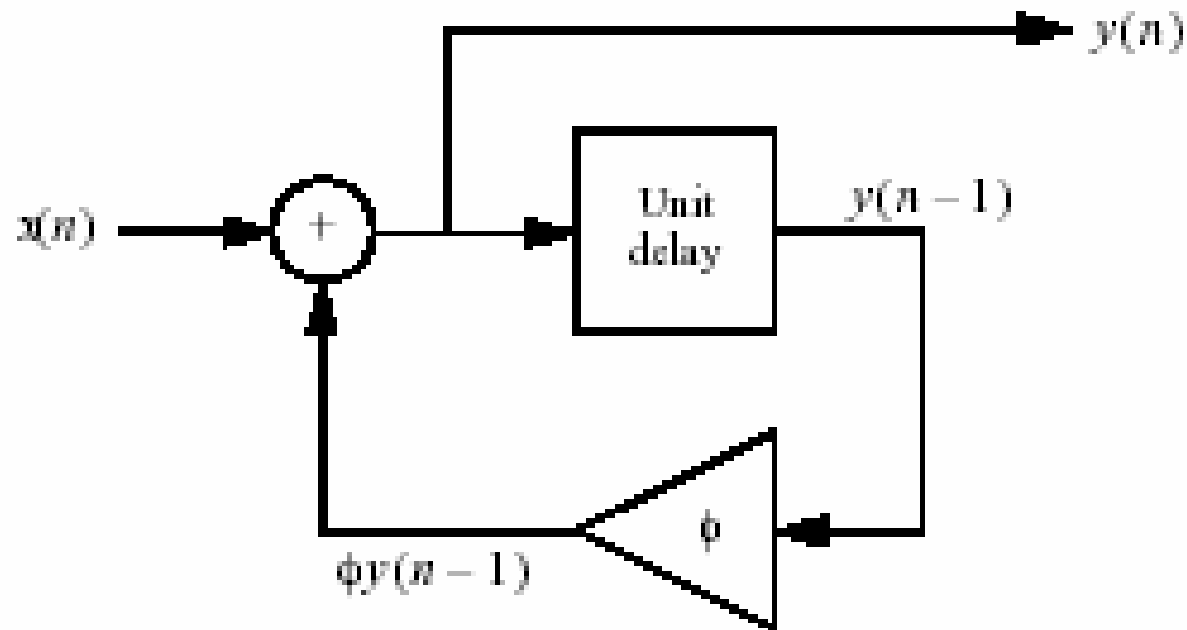 y(n)
x(n)
+
Unit
delay
y(n − 1)
ϕ
ϕy(n − 1)